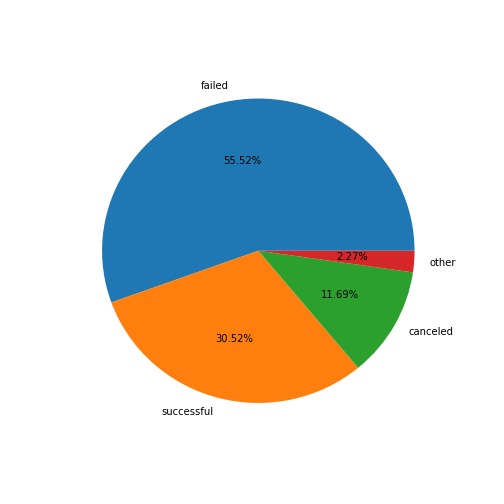 failed
55.52%
2.27%
other
11.69%
canceled
30.52%
successful